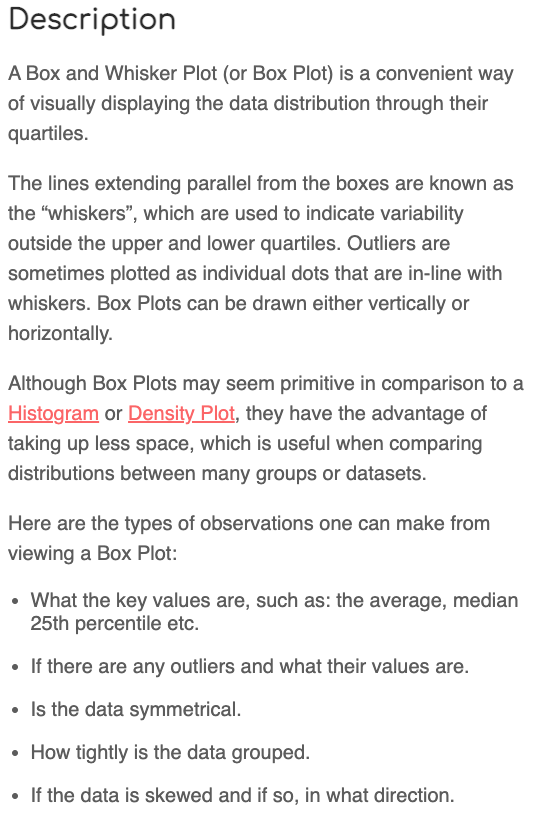 Description
A Box and Whisker Plot (or Box Plot) is a convenient way
of visually displaying the data distribution through their
quartiles.
The lines extending parallel from the boxes are known as
the “whiskers”, which are used to indicate variability
outside the upper and lower quartiles. Outliers are
sometimes plotted as individual dots that are in-line with
whiskers. Box Plots can be drawn either vertically or
horizontally.
Although Box Plots may seem primitive in comparison to a
Histogram or Density Plot, they have the advantage of
taking up less space, which is useful when comparing
distributions between many groups or datasets.
Here are the types of observations one can make from
viewing a Box Plot:
• What the key values are, such as: the average, median
25th percentile etc.
• If there are any outliers and what their values are.
• Is the data symmetrical.
• How tightly is the data grouped.
• If the data is skewed and if so, in what direction.